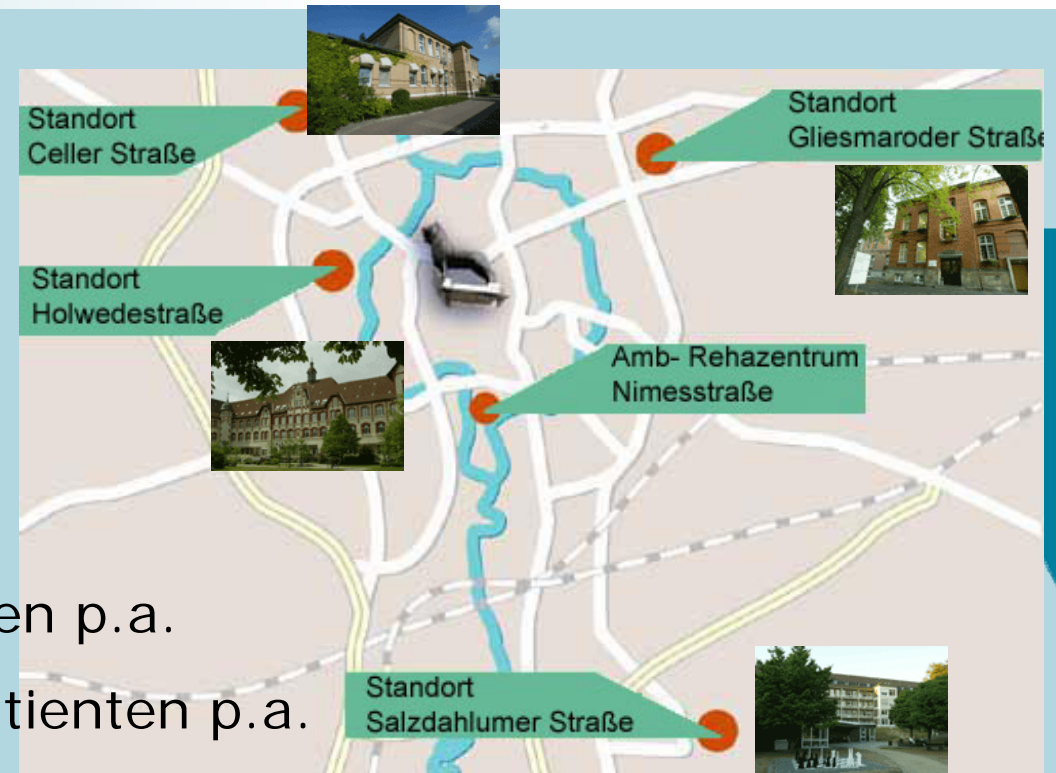 Standort
Celler Straße
Standort
Gliesmaroder Straße
Standort
Holwedestraße
Amb- Rehazentrum
Nimesstraße
en p.a.
tienten p.a.
Standort
Salzdahlumer Straße